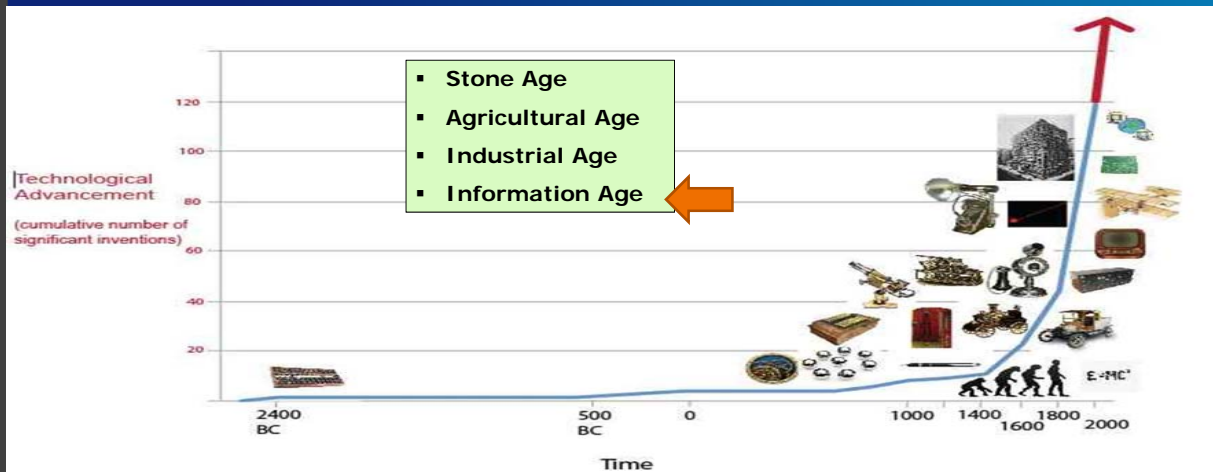 ▪ Stone Age
▪ Agricultural Age
▪ Industrial Age
▪ Information Age
Technological
Advancement
(cumulative number of
significant inventions)
120
100
80
60
40
20
2400
BC
500
BC
0
1000
1400
1600
1800
2000
Time
E=MC²